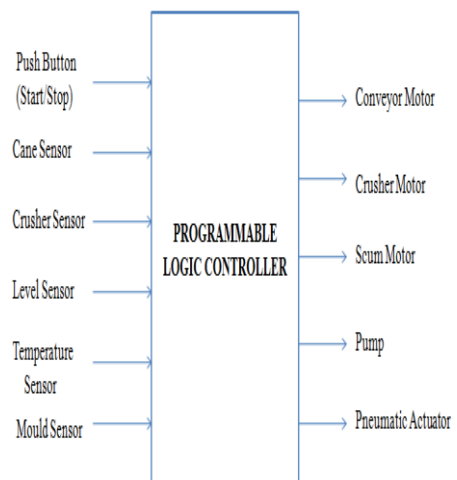 Push Button
(Start/Stop)
Cane Sensor
Crusher Sensor
Level Sensor
Temperature
Sensor
Mould Sensor
PROGRAMMABLE
LOGIC CONTROLLER
Conveyor Motor
Crusher Motor
Scum Motor
Pump
Pneumatic Actuator